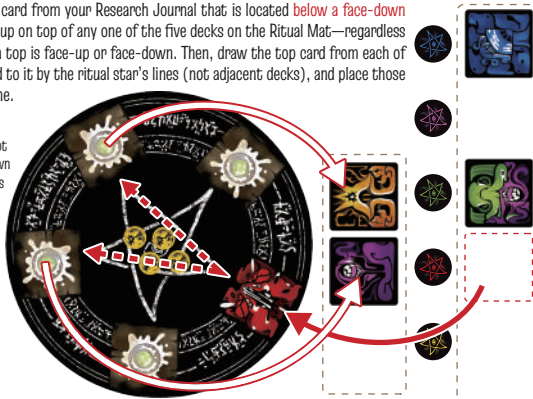 card from your Research Journal that is located below a face-down
up on top of any one of the five decks on the Ritual Mat—regardless
top is face-up or face-down. Then, draw the top card from each of
to it by the ritual star's lines (not adjacent decks), and place those